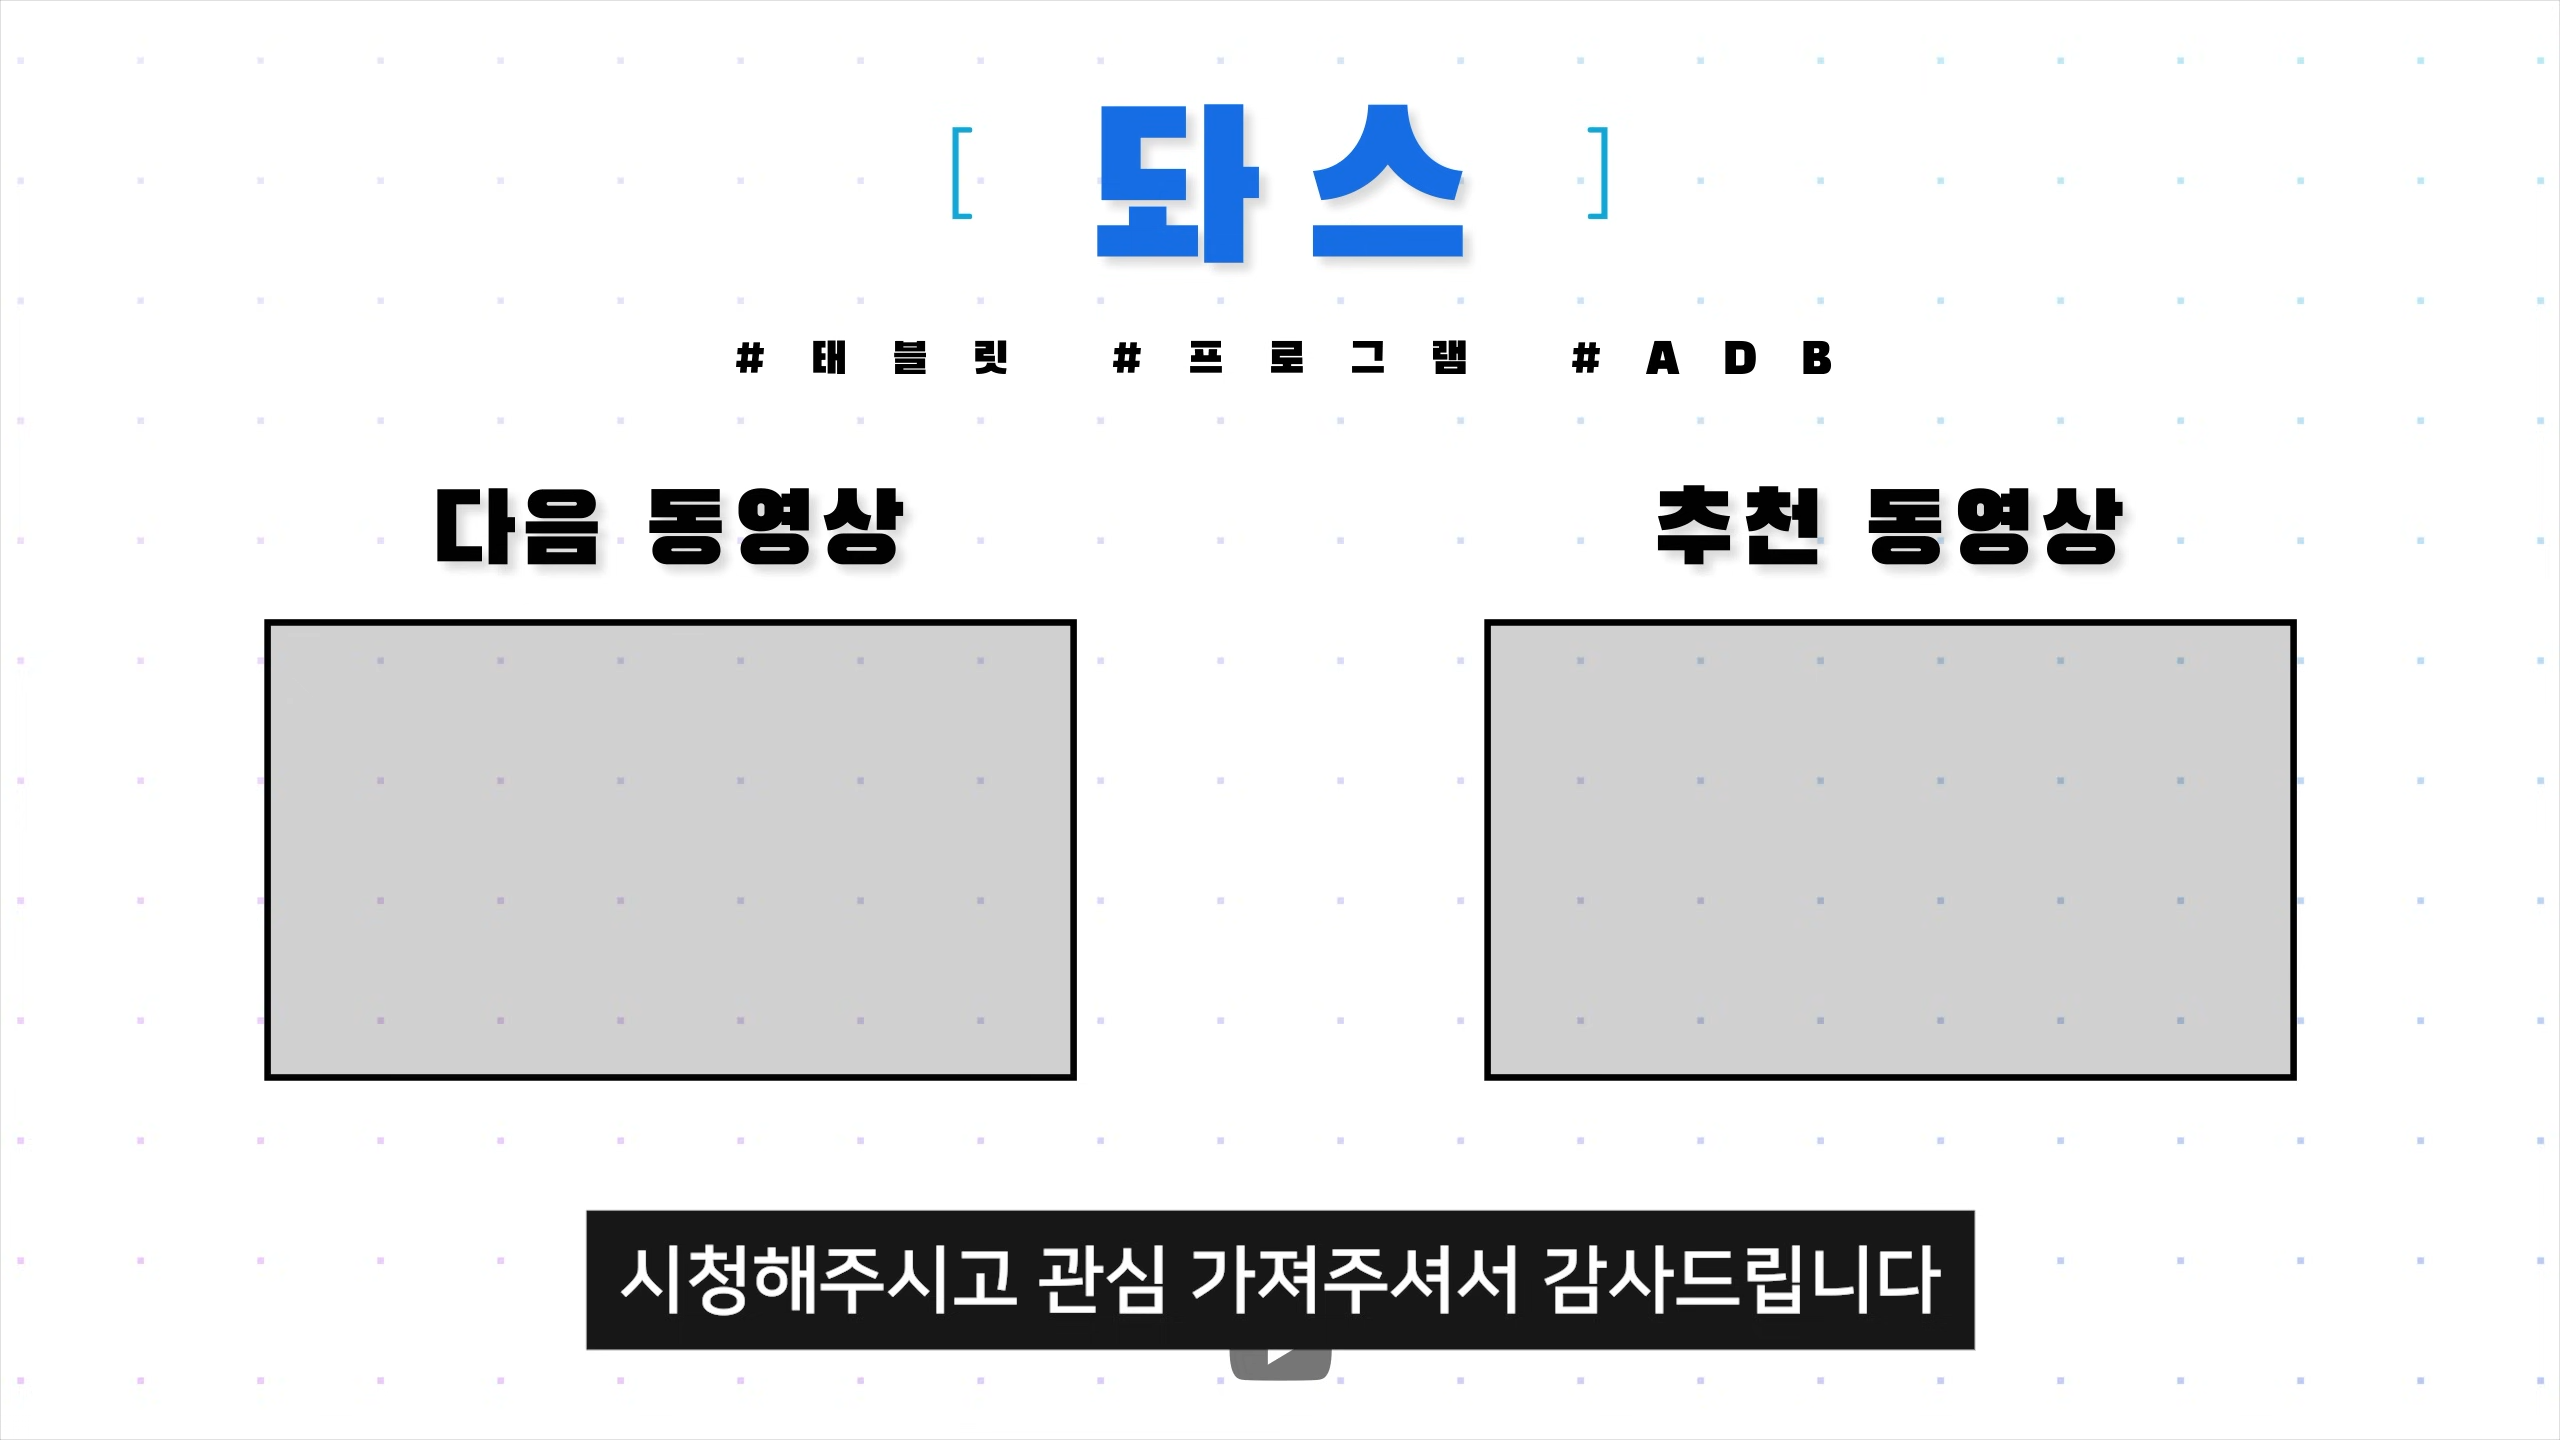 [ 돠스 ]
#태블릿 #프로그램 #ADB
다음 동영상
추천 동영상
시청해주시고 관심 가져주셔서 감사드립니다